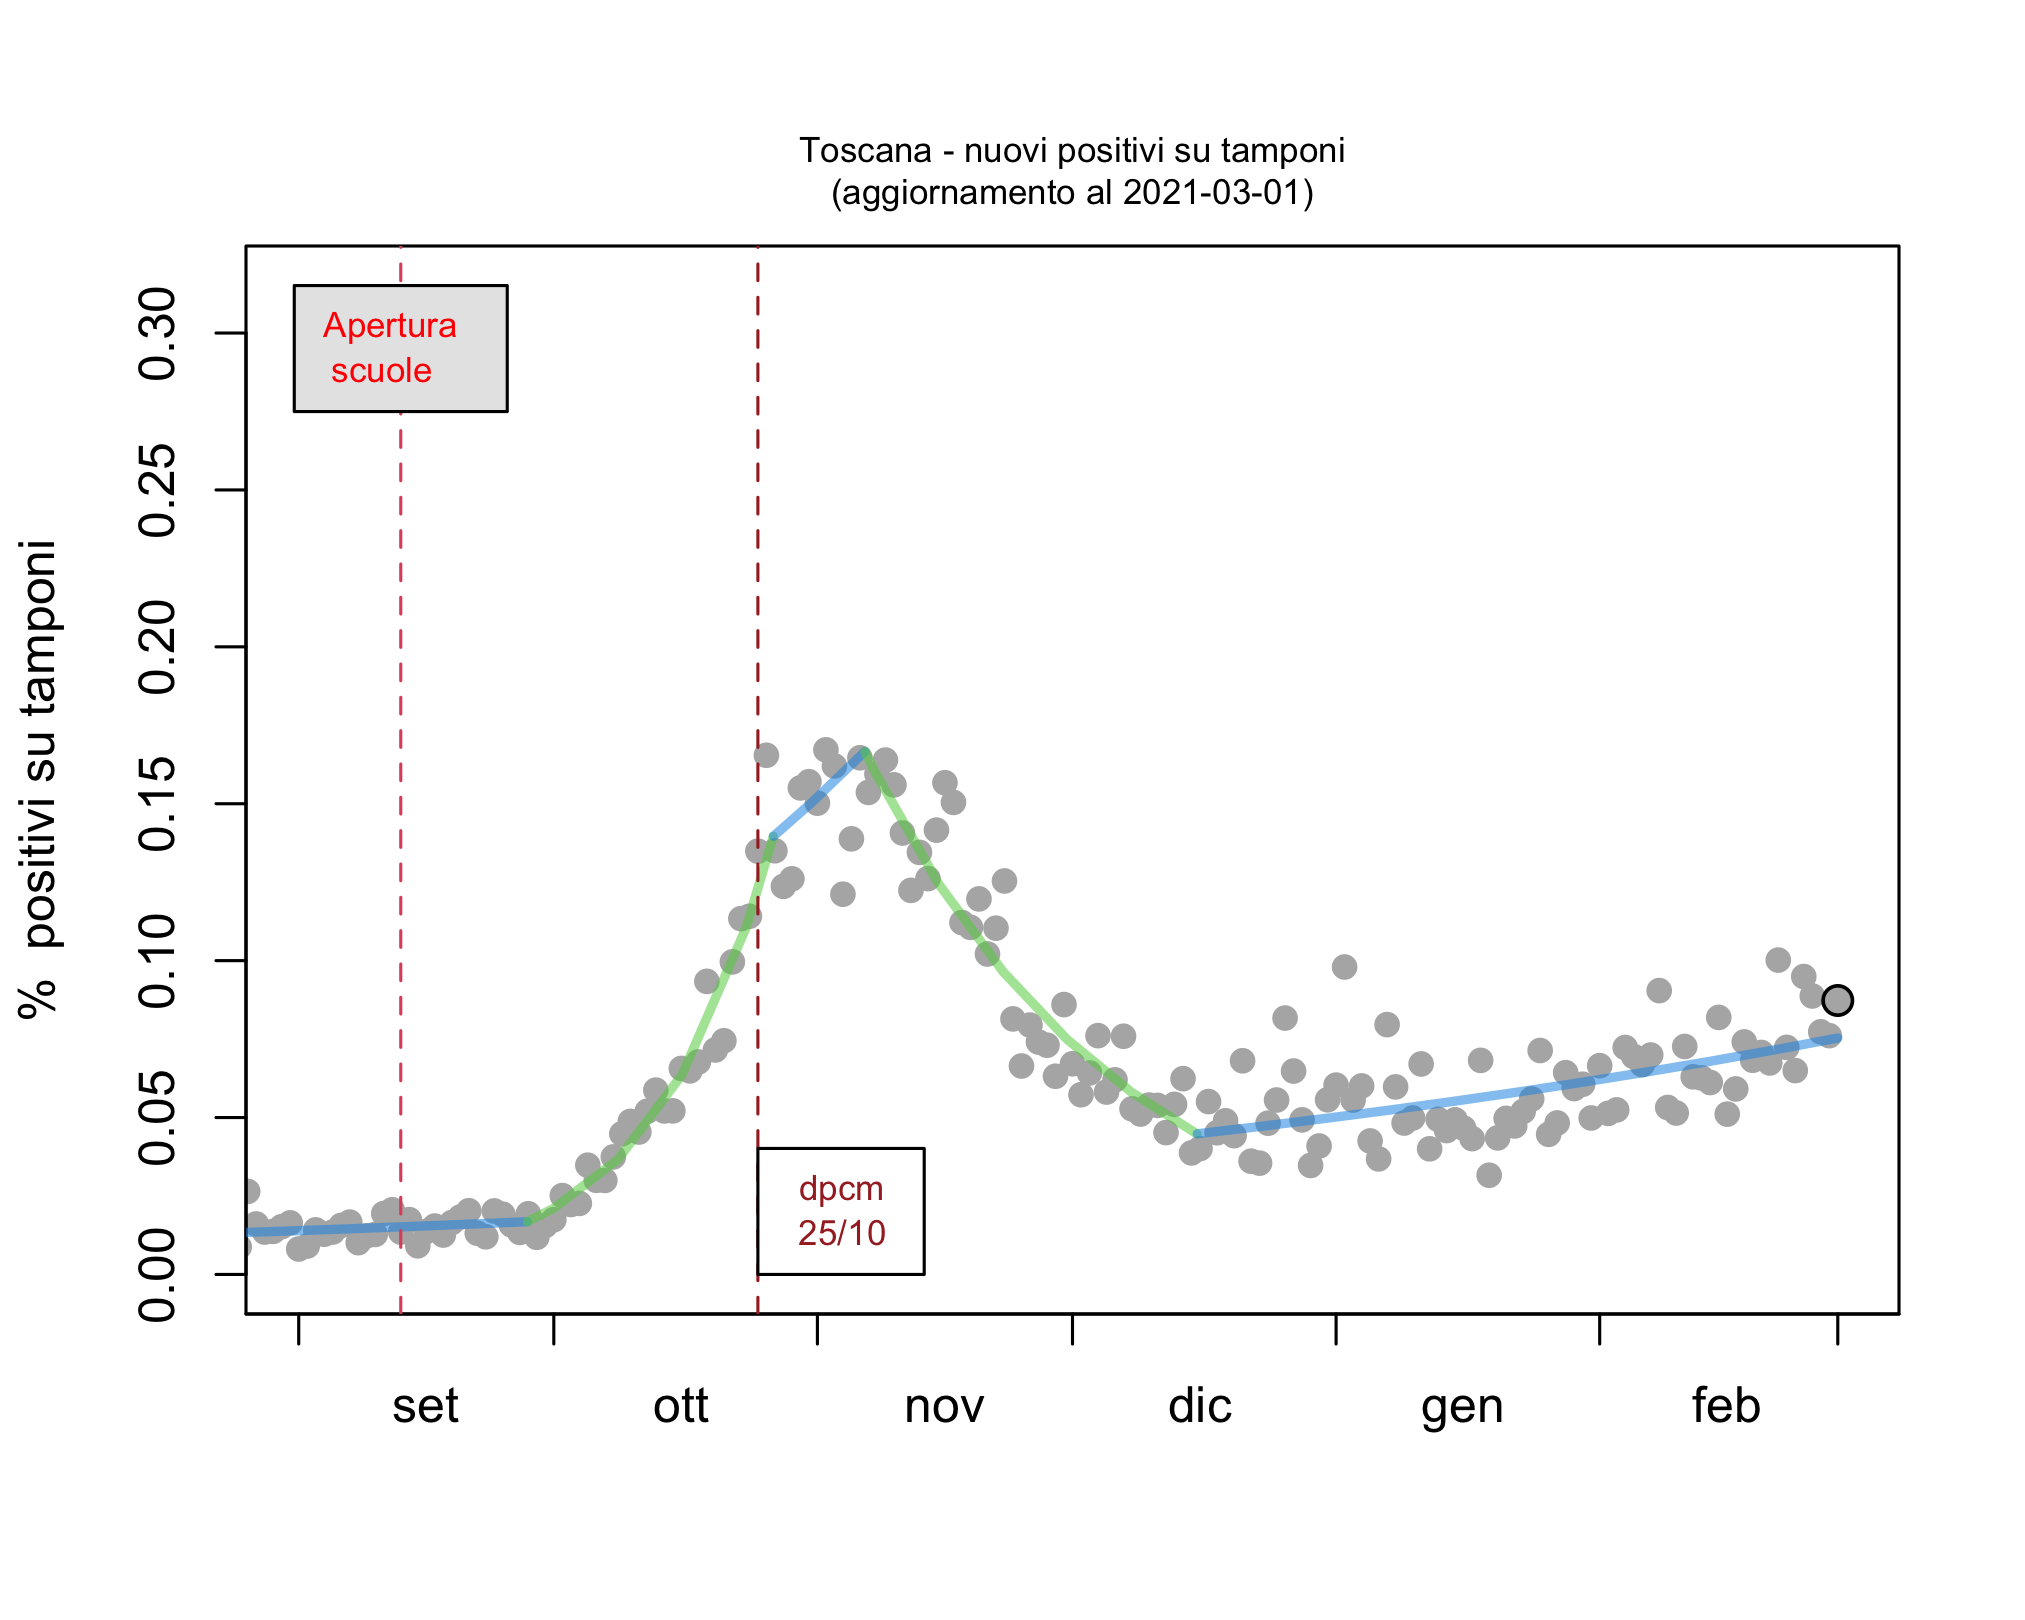 Toscana - nuovi positivi su tamponi
(aggiornamento al 2021-03-01)
% positivi su tamponi
0.30
0.25
0.20
0.15
0.10
0.05
0.00
Apertura
scuole
dpcm
25/10
set ott nov dic gen feb